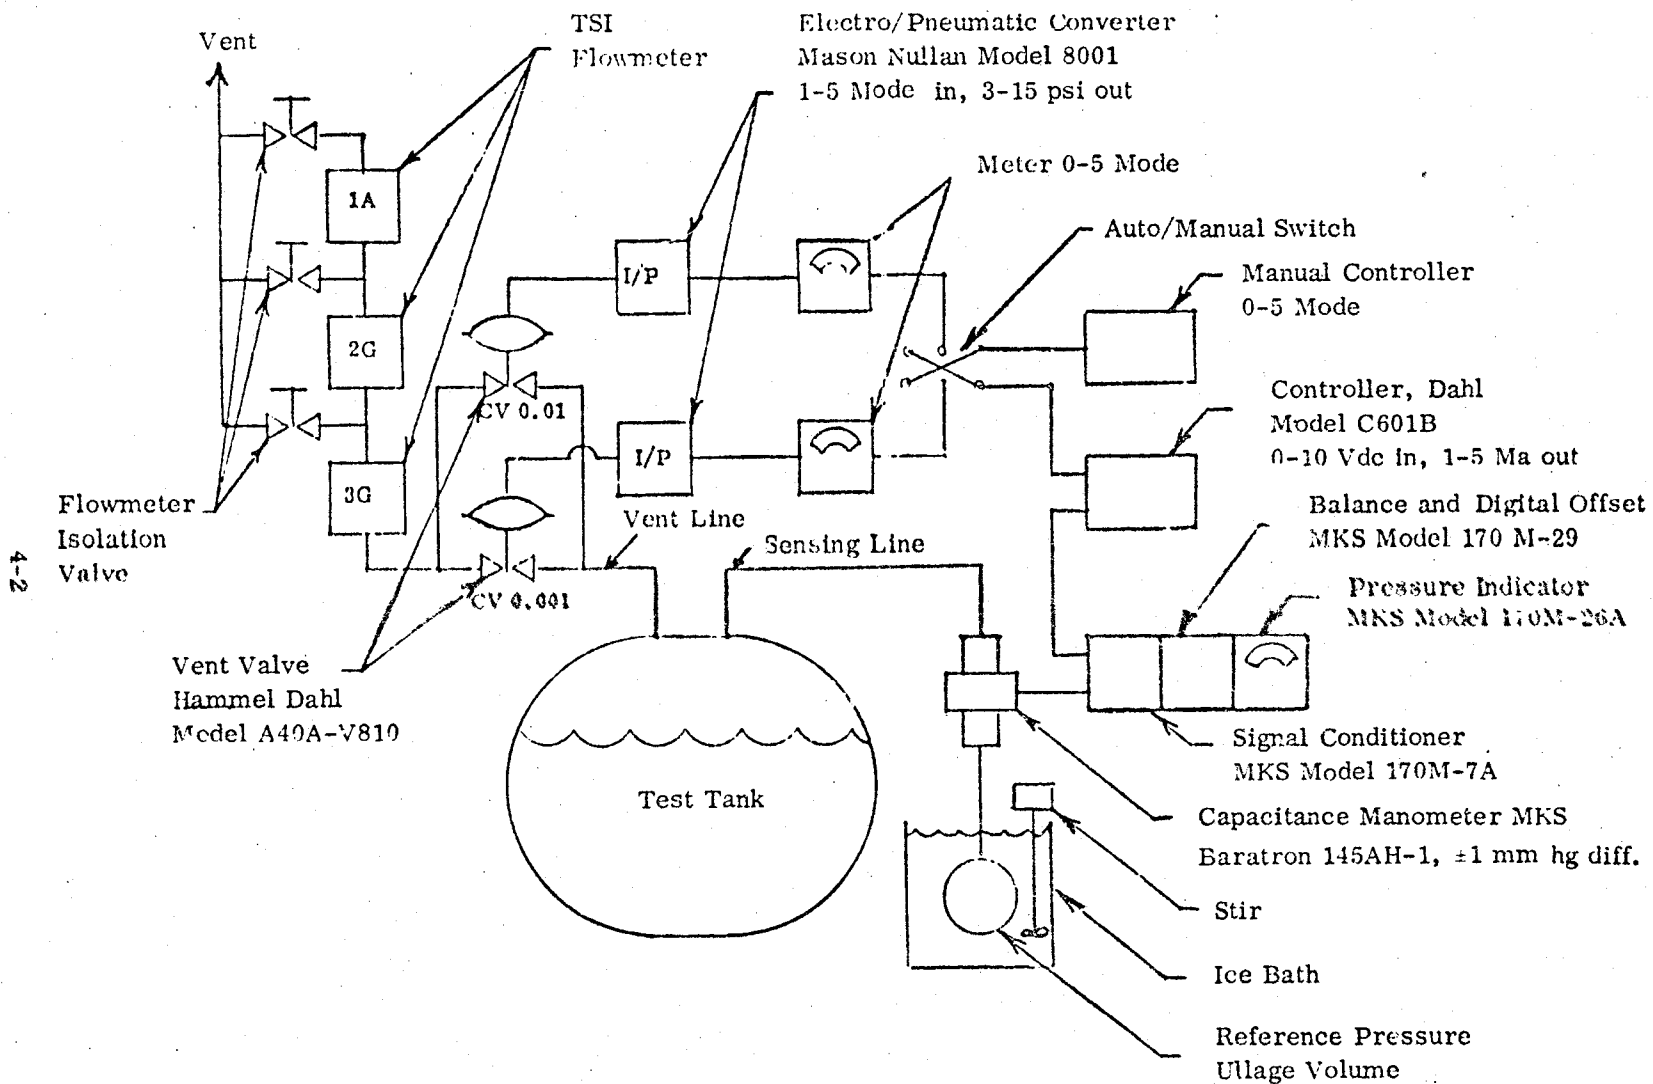 Vent
TSI
Flowmeter
Electro/Pneumatic Converter
Mason Nullan Model 8001
1-5 Mode in, 3-15 psi out
Meter 0-5 Mode
Auto/Manual Switch
Manual Controller
0-5 Mode
1A
2G
3G
I/P
I/P
CV 0.01
CV 0.001
Controller, Dahl
Model C601B
0-10 Vdc in, 1-5 Ma out
Balance and Digital Offset
MKS Model 170 M-29
Pressure Indicator
MKS Model 170M-26A
Flowmeter
Isolation
Valve
Vent Line
Sensing Line
4-2
Vent Valve
Hammel Dahl
Model A40A-V810
Signal Conditioner
MKS Model 170M-7A
Test Tank
Capacitance Manometer MKS
Baratron 145AH-1, ±1 mm hg diff.
Stir
Ice Bath
Reference Pressure
Ullage Volume